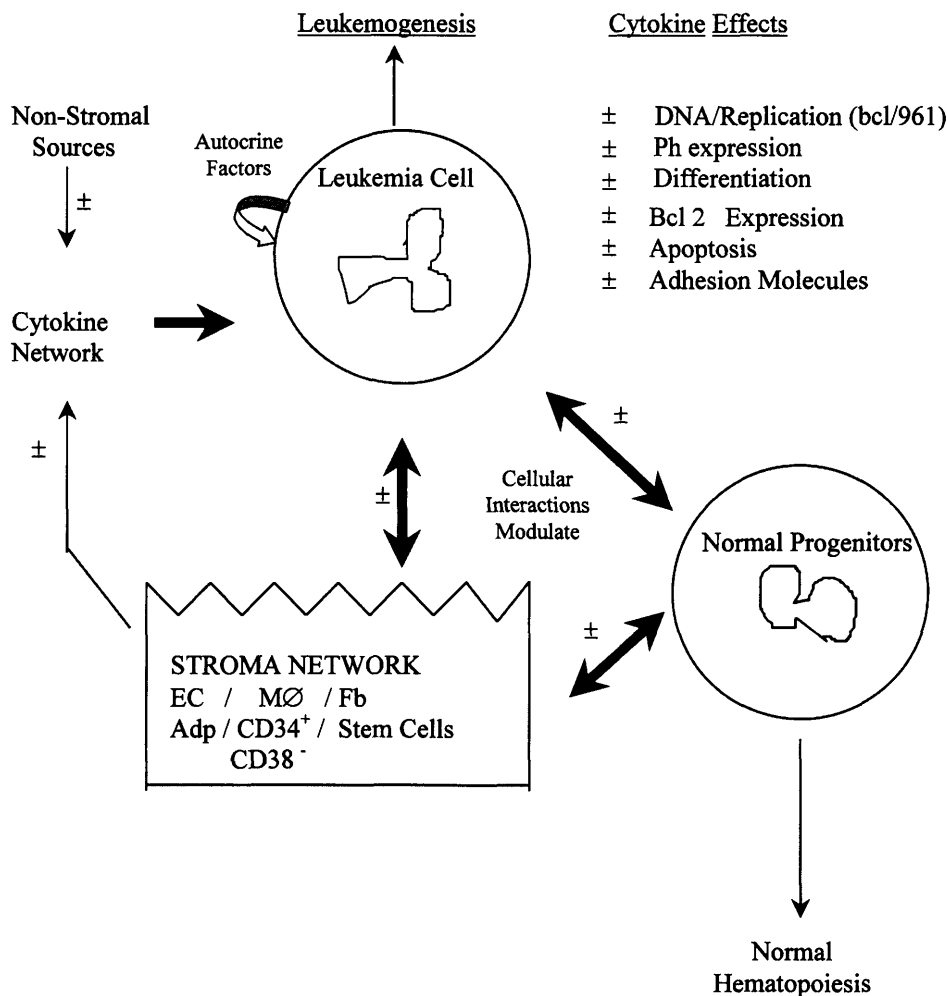 Leukemogenesis
Cytokine Effects
Non-Stromal
Sources
±
Autocrine
Factors
Leukemia Cell
± DNA/Replication (bcl/961)
± Ph expression
± Differentiation
± Bcl 2 Expression
± Apoptosis
± Adhesion Molecules
Cytokine
Network
±
±
±
Cellular
Interactions
Modulate
Normal Progenitors
±
STROMA NETWORK
EC / MØ / Fb
Adp / CD34⁺ / Stem Cells
CD38⁻
Normal
Hematopoiesis